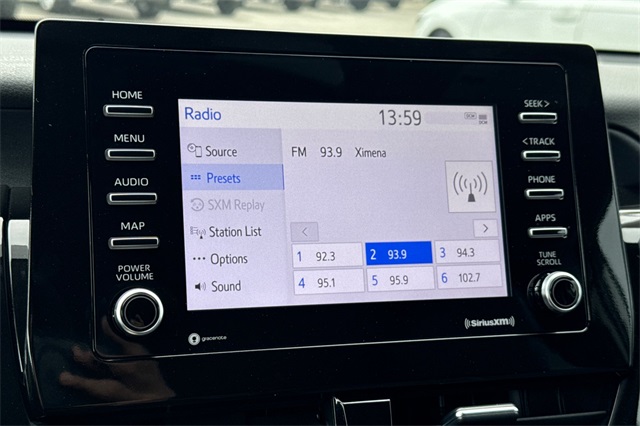 HOME
MENU
AUDIO
MAP
POWER
VOLUME
Radio
13:59
Source
Presets
SXM Replay
Station List
Options
Sound
FM 93.9 Ximena
1 92.3
2 93.9
3 94.3
4 95.1
5 95.9
6 102.7
SEEK >
< TRACK
PHONE
APPS
TUNE
SCROLL
gracenote
SiriusXM